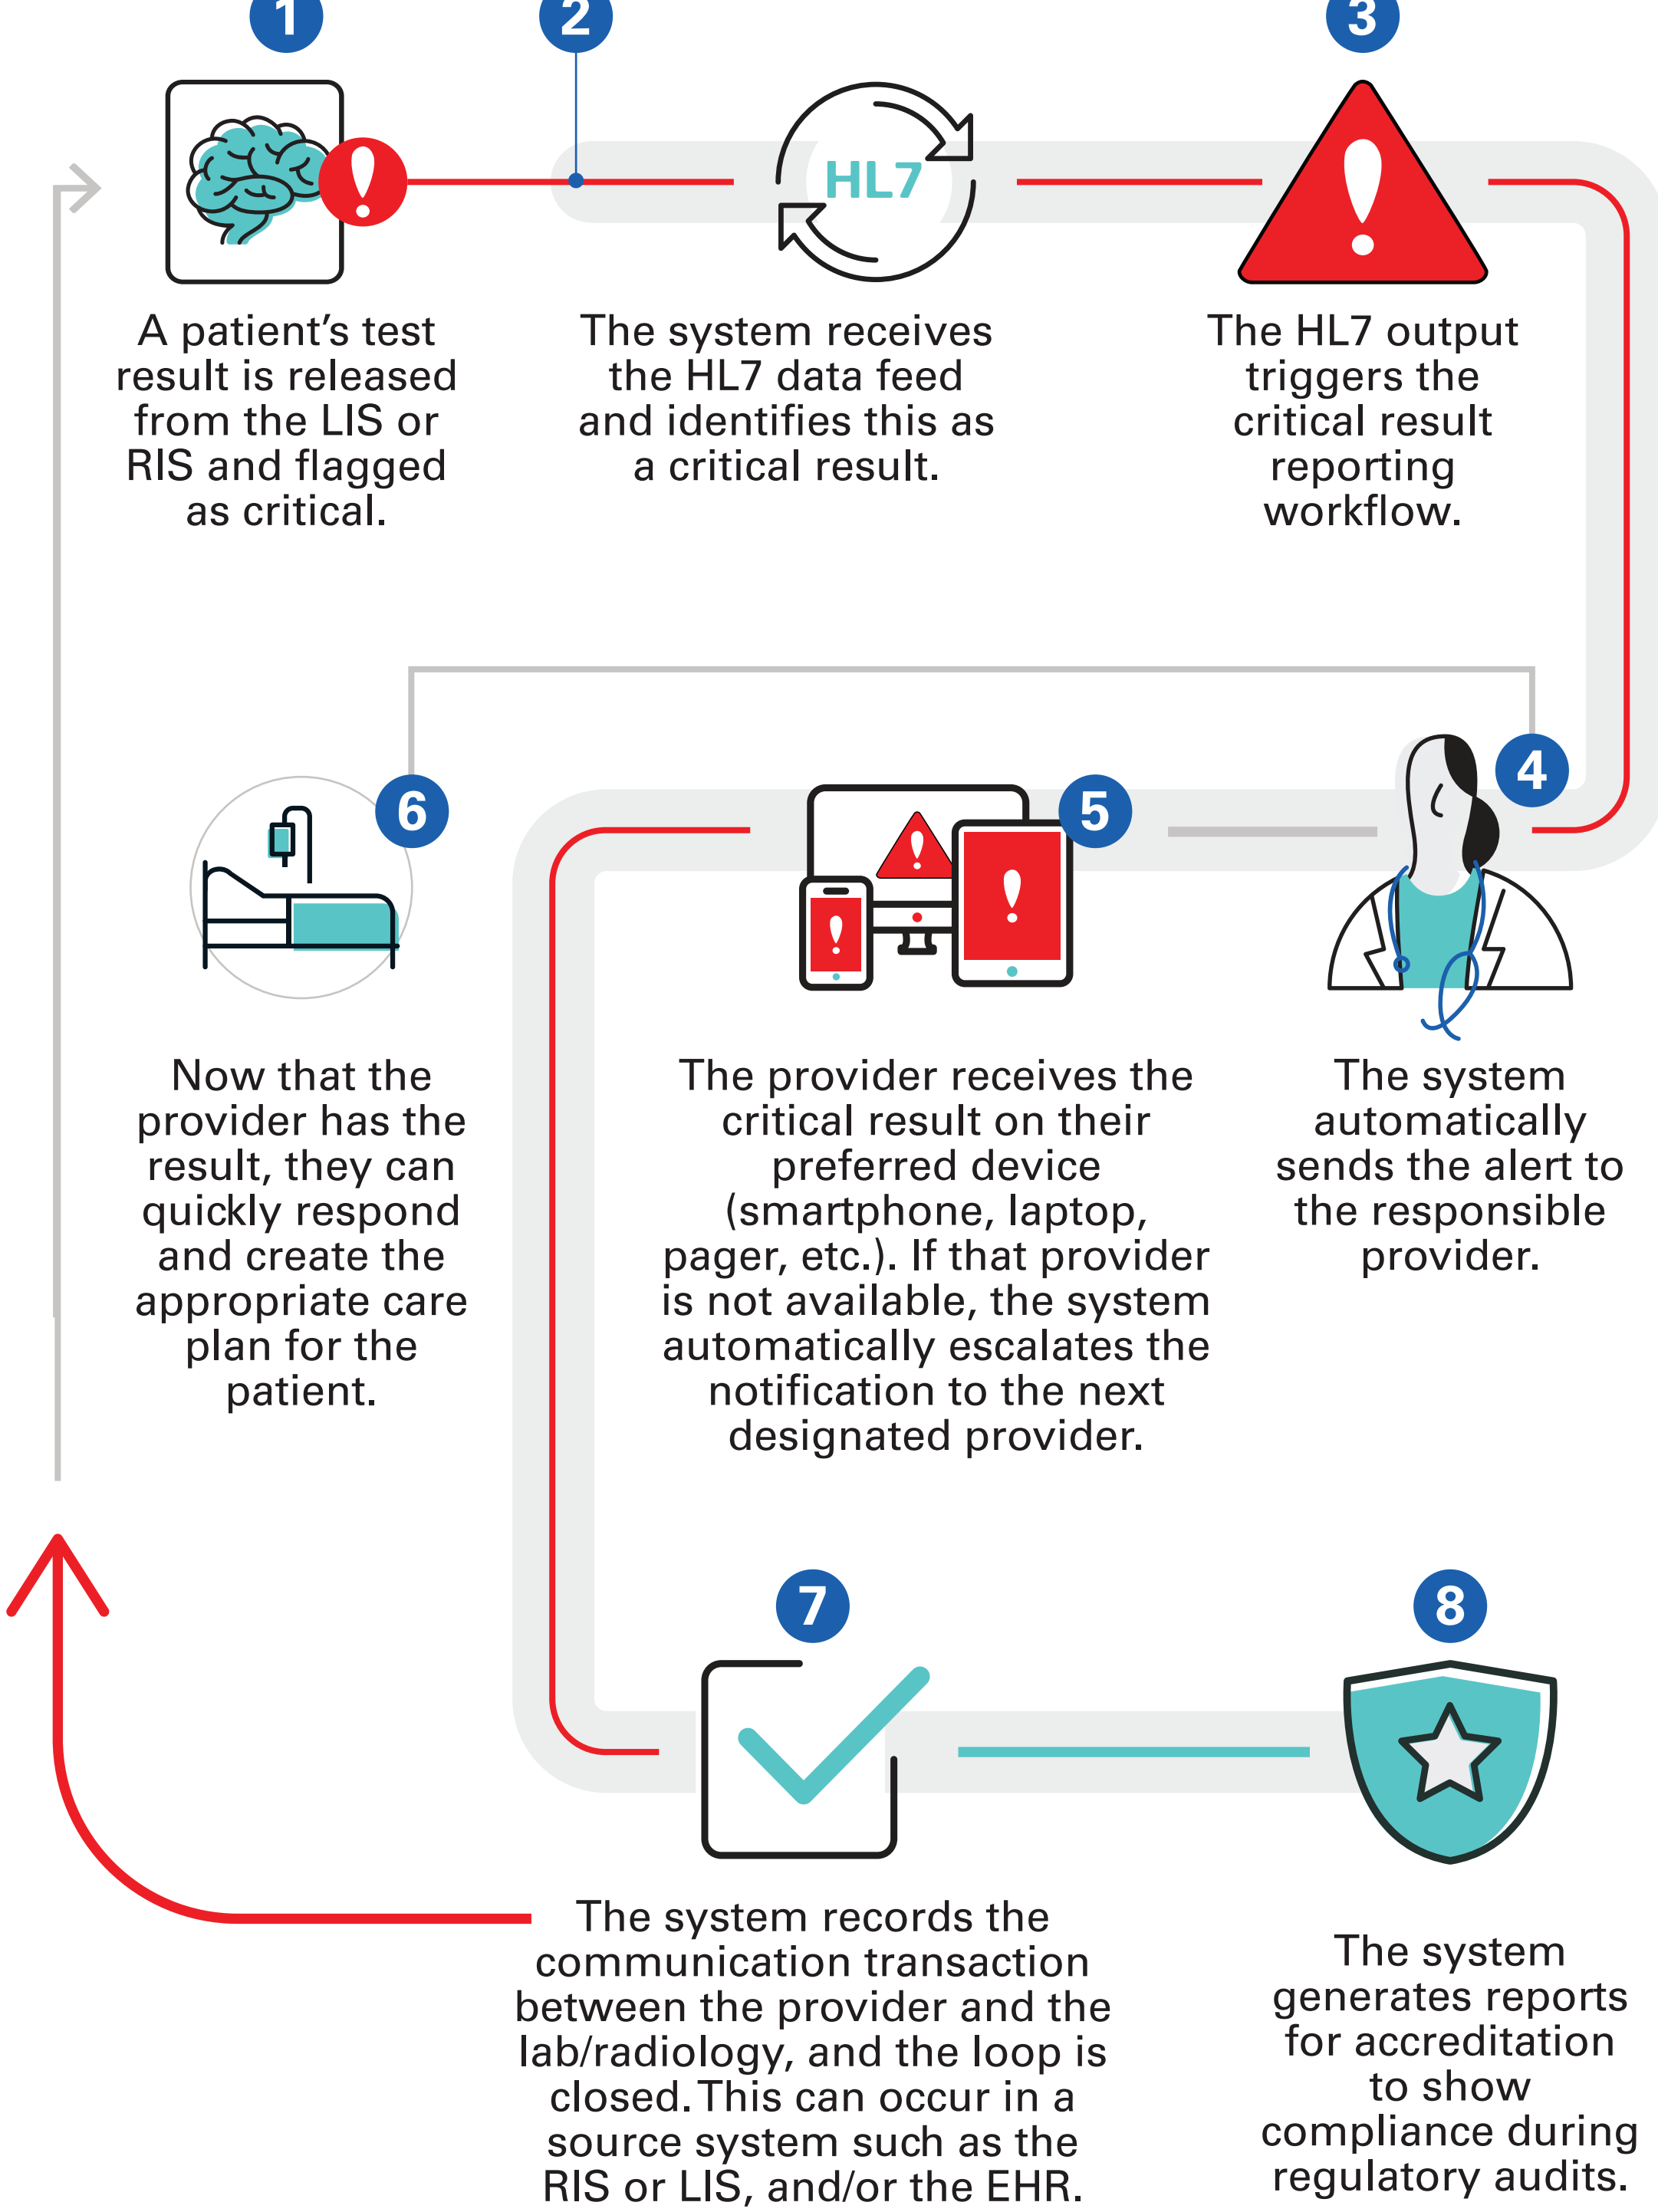 1
A patient's test
result is released
from the LIS or
RIS and flagged
as critical.
2
HL7
The system receives
the HL7 data feed
and identifies this as
a critical result.
3
The HL7 output
triggers the
critical result
reporting
workflow.
4
The system
automatically
sends the alert to
the responsible
provider.
5
The provider receives the
critical result on their
preferred device
(smartphone, laptop,
pager, etc.). If that provider
is not available, the system
automatically escalates the
notification to the next
designated provider.
6
Now that the
provider has the
result, they can
quickly respond
and create the
appropriate care
plan for the
patient.
7
The system records the
communication transaction
between the provider and the
lab/radiology, and the loop is
closed. This can occur in a
source system such as the
RIS or LIS, and/or the EHR.
8
The system
generates reports
for accreditation
to show
compliance during
regulatory audits.